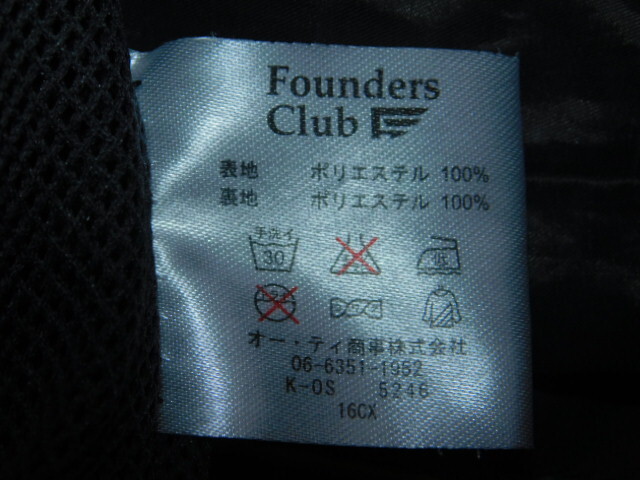 Founders
Club
表地 ポリエステル 100%
裏地 ポリエステル 100%
手洗イ
30
低
オー・ティ商事株式会社
06-6351-1952
K-OS 5246
16CX